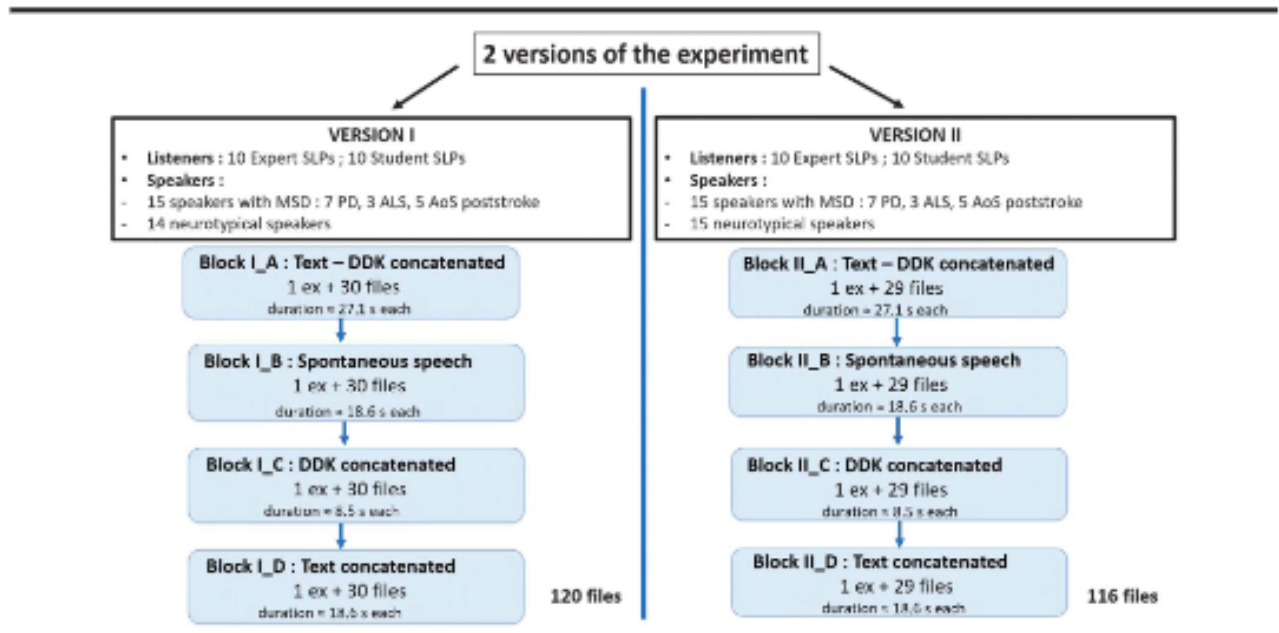 2 versions of the experiment
VERSION I
• Listeners : 10 Expert SLPs ; 10 Student SLPs
• Speakers :
- 15 speakers with MSD : 7 PD, 3 ALS, 5 AoS poststroke
- 14 neurotypical speakers
Block I_A : Text – DDK concatenated
1 ex + 30 files
duration = 27.1 s each
Block I_B : Spontaneous speech
1 ex + 30 files
duration = 18.6 s each
Block I_C : DDK concatenated
1 ex + 30 files
duration = 8.5 s each
Block I_D : Text concatenated
1 ex + 30 files
duration = 18.6 s each
120 files
VERSION II
• Listeners : 10 Expert SLPs ; 10 Student SLPs
• Speakers :
- 15 speakers with MSD : 7 PD, 3 ALS, 5 AoS poststroke
- 15 neurotypical speakers
Block II_A : Text – DDK concatenated
1 ex + 29 files
duration = 27.1 s each
Block II_B : Spontaneous speech
1 ex + 29 files
duration = 18.6 s each
Block II_C : DDK concatenated
1 ex + 29 files
duration = 8.5 s each
Block II_D : Text concatenated
1 ex + 29 files
duration = 18.6 s each
116 files